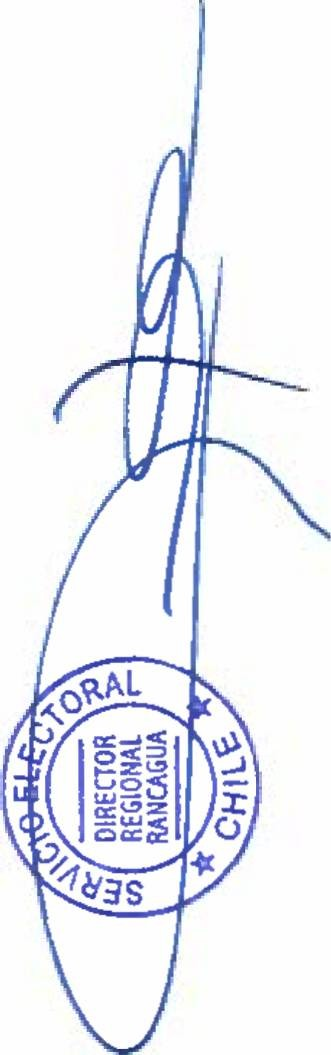 SERVICIO ELECTORAL
DIRECTOR
REGIONAL
RANCAGUA
★ CHILE ★